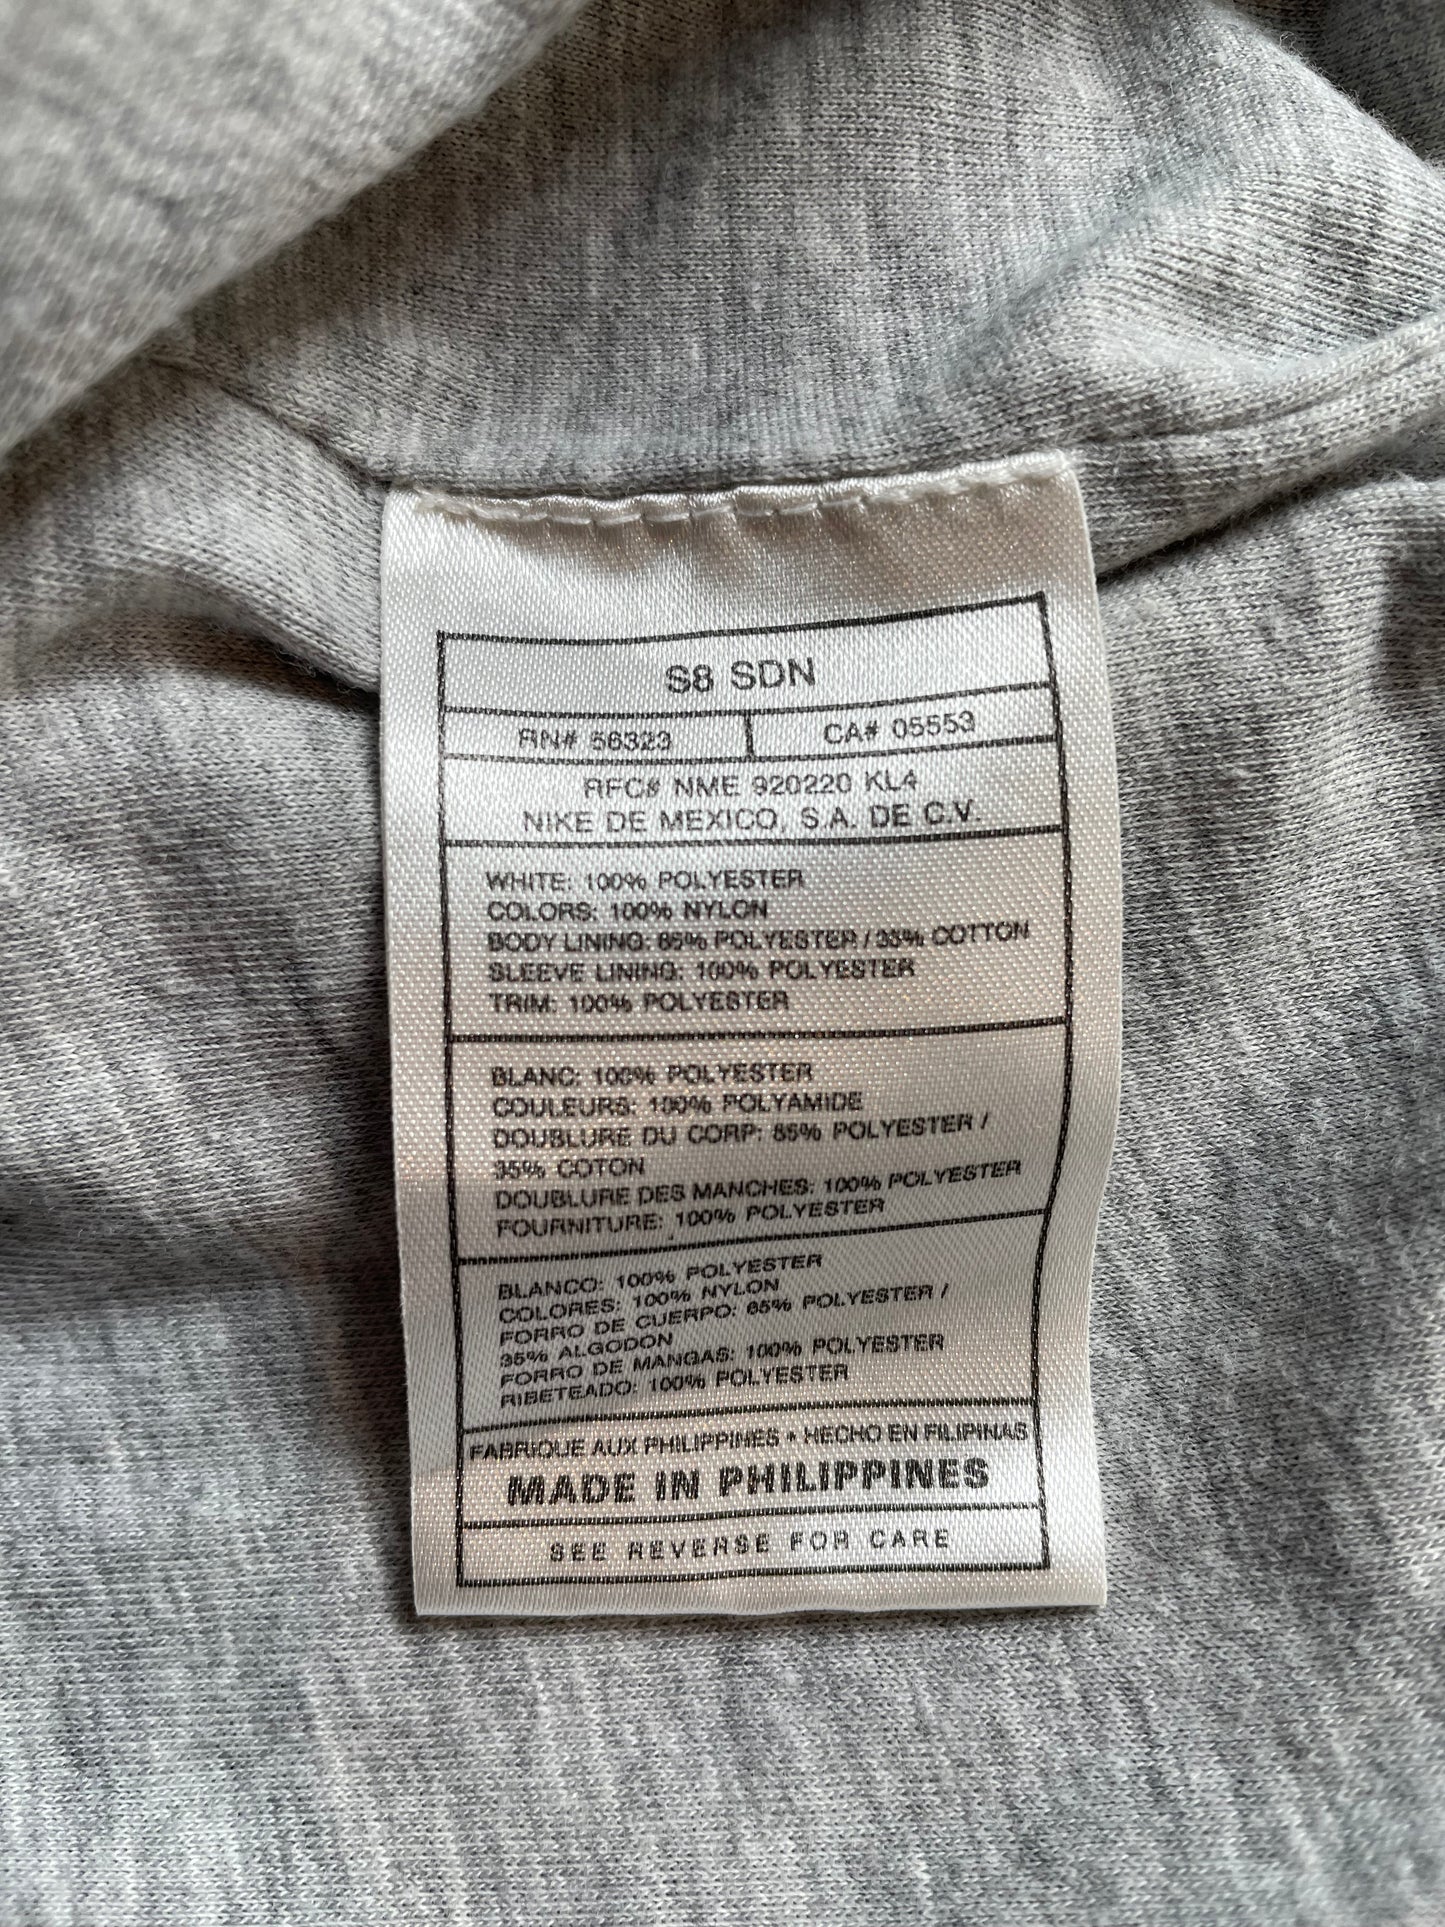 S8 SDN
RN# 56323 CA# 05553
RFC# NME 920220 KL4
NIKE DE MEXICO, S.A. DE C.V.
WHITE: 100% POLYESTER
COLORS: 100% NYLON
BODY LINING: 65% POLYESTER / 35% COTTON
SLEEVE LINING: 100% POLYESTER
TRIM: 100% POLYESTER
BLANC: 100% POLYESTER
COULEURS: 100% POLYAMIDE
DOUBLURE DU CORP: 65% POLYESTER /
35% COTON
DOUBLURE DES MANCHES: 100% POLYESTER
FOURNITURE: 100% POLYESTER
BLANCO: 100% POLYESTER
COLORES: 100% NYLON
FORRO DE CUERPO: 65% POLYESTER /
35% ALGODON
FORRO DE MANGAS: 100% POLYESTER
RIBETEADO: 100% POLYESTER
FABRIQUE AUX PHILIPPINES • HECHO EN FILIPINAS
MADE IN PHILIPPINES
SEE REVERSE FOR CARE